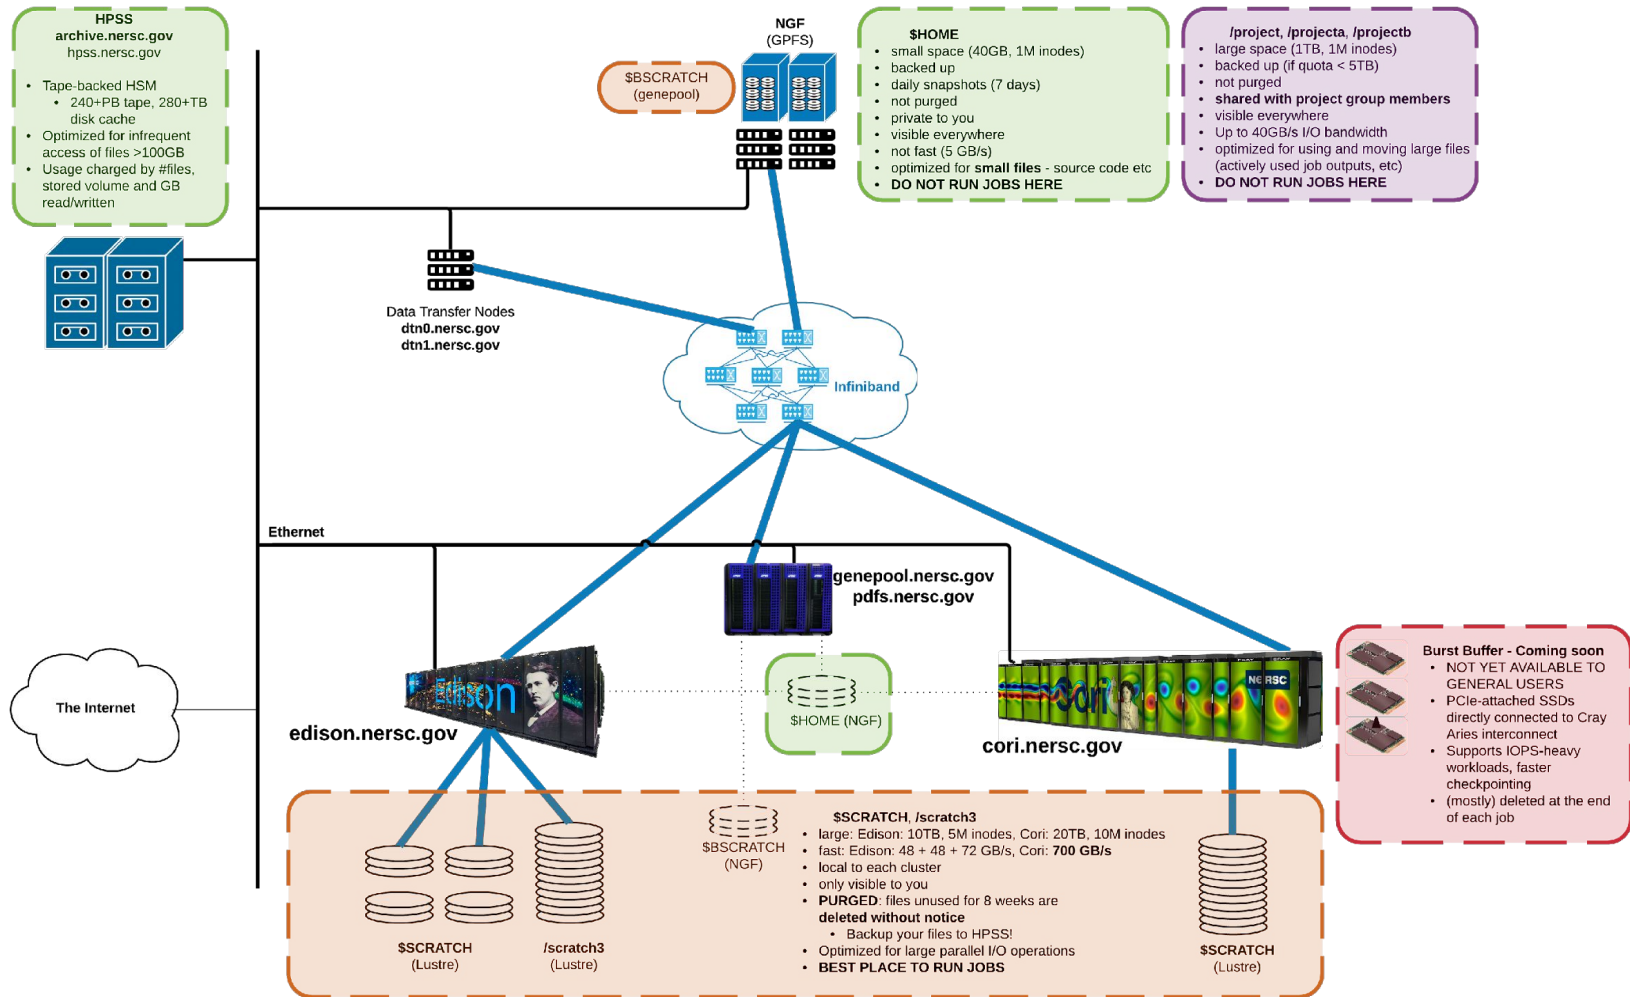 HPSS
archive.nersc.gov
hpss.nersc.gov
• Tape-backed HSM
• 240+PB tape, 280+TB
disk cache
• Optimized for infrequent
access of files >100GB
• Usage charged by #files,
stored volume and GB
read/written
NGF
(GPFS)
$BSCRATCH
(genepool)
$HOME
• small space (40GB, 1M inodes)
• backed up
• daily snapshots (7 days)
• not purged
• private to you
• visible everywhere
• not fast (5 GB/s)
• optimized for small files - source code etc
• DO NOT RUN JOBS HERE
/project, /projecta, /projectb
• large space (1TB, 1M inodes)
• backed up (if quota < 5TB)
• not purged
• shared with project group members
• visible everywhere
• Up to 40GB/s I/O bandwidth
• optimized for using and moving large files
(actively used job outputs, etc)
• DO NOT RUN JOBS HERE
Data Transfer Nodes
dtn0.nersc.gov
dtn1.nersc.gov
Infiniband
Ethernet
genepool.nersc.gov
pdfs.nersc.gov
The Internet
Edison
edison.nersc.gov
$HOME (NGF)
Cori
NERSC
cori.nersc.gov
Burst Buffer - Coming soon
• NOT YET AVAILABLE TO
GENERAL USERS
• PCIe-attached SSDs
directly connected to Cray
Aries interconnect
• Supports IOPS-heavy
workloads, faster
checkpointing
• (mostly) deleted at the end
of each job
$SCRATCH
(Lustre)
/scratch3
(Lustre)
$BSCRATCH
(NGF)
$SCRATCH, /scratch3
• large: Edison: 10TB, 5M inodes, Cori: 20TB, 10M inodes
• fast: Edison: 48 + 48 + 72 GB/s, Cori: 700 GB/s
• local to each cluster
• only visible to you
• PURGED: files unused for 8 weeks are
deleted without notice
• Backup your files to HPSS!
• Optimized for large parallel I/O operations
• BEST PLACE TO RUN JOBS
$SCRATCH
(Lustre)